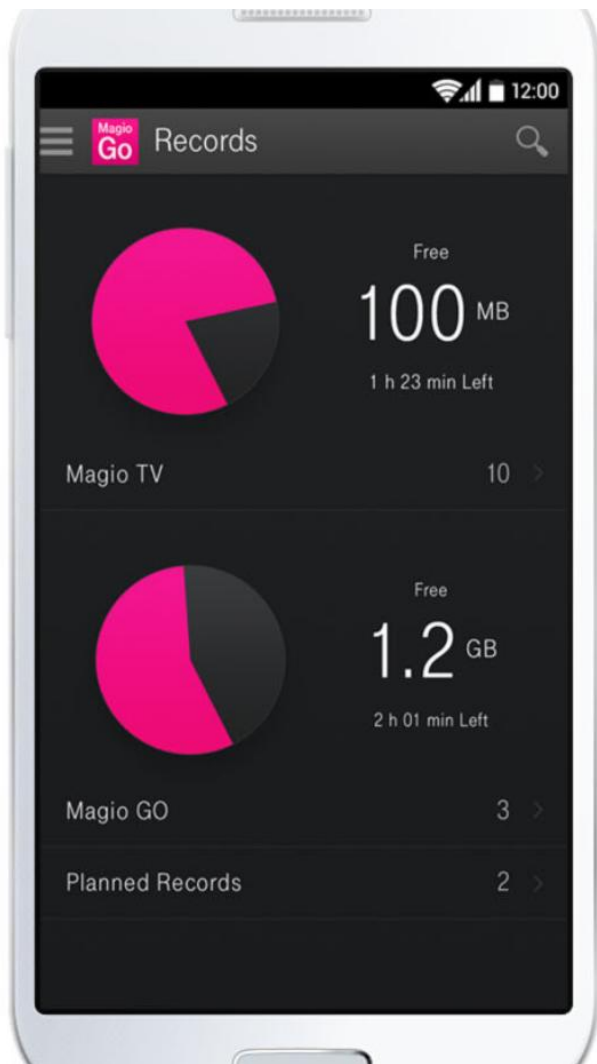 12:00
Magio
Go
Records
Free
100 MB
1 h 23 min Left
Magio TV 10
Free
1.2 GB
2 h 01 min Left
Magio GO 3
Planned Records 2